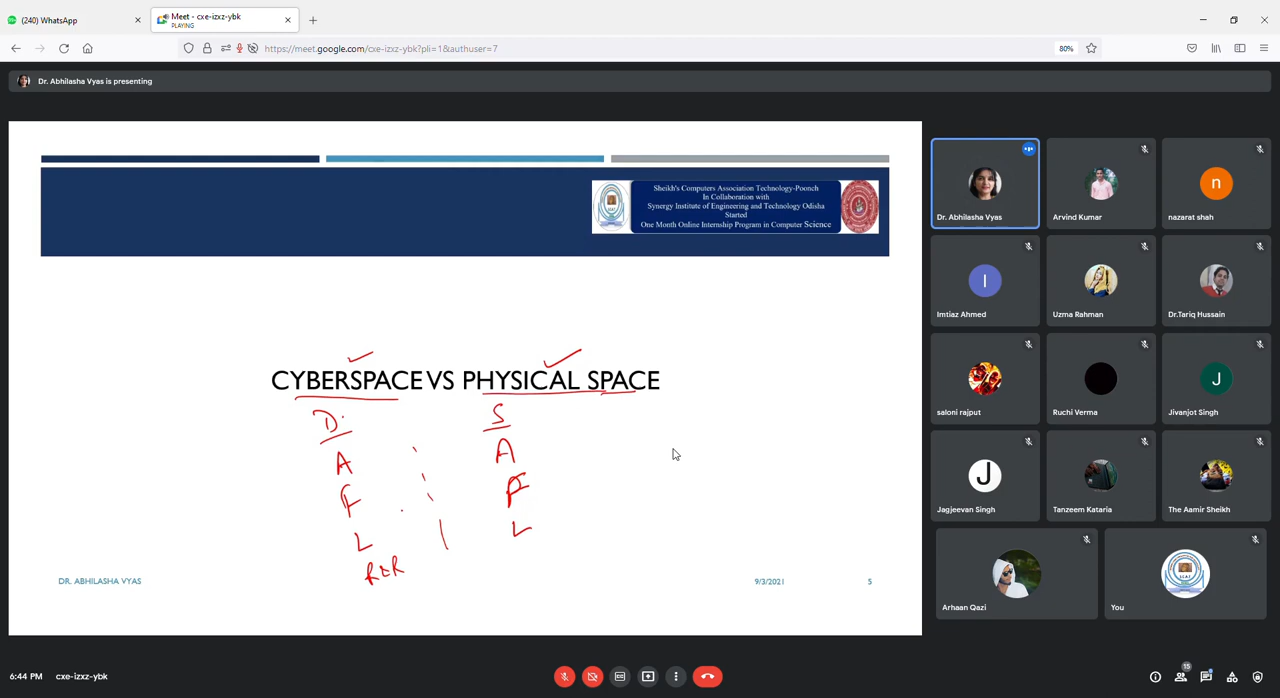 (240) WhatsApp
Meet - cxe-izxz-ybk
PLAYING
https://meet.google.com/cxe-izxz-ybk?pli=1&authuser=7
80%
Dr. Abhilasha Vyas is presenting
Sheikh's Computers Association Technology-Poonch
In Collaboration with
Synergy Institute of Engineering and Technology Odisha
Started
One Month Online Internship Program in Computer Science
CYBERSPACE VS PHYSICAL SPACE
D S
A A
F F
L L
R&R
DR. ABHILASHA VYAS
9/3/2021
5
Dr. Abhilasha Vyas
Arvind Kumar
n
nazarat shah
I
Imtiaz Ahmed
Uzma Rahman
Dr.Tariq Hussain
saloni rajput
Ruchi Verma
J
Jivanjot Singh
J
Jagjeevan Singh
Tanzeem Kataria
The Aamir Sheikh
Arhaan Qazi
You
6:44 PM
cxe-izxz-ybk
15